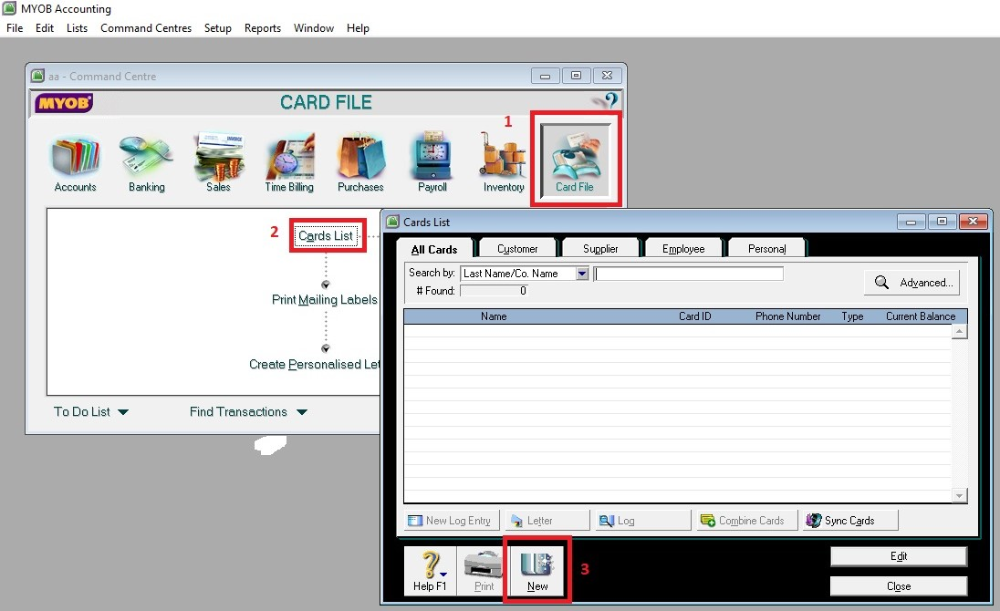 MYOB Accounting
File Edit Lists Command Centres Setup Reports Window Help
aa - Command Centre
MYOB
CARD FILE
1
Accounts Banking Sales Time Billing Purchases Payroll Inventory Card File
2
Cards List
Print Mailing Labels
Create Personalised Let
To Do List
Find Transactions
Cards List
All Cards Customer Supplier Employee Personal
Search by: Last Name/Co. Name
Advanced...
# Found: 0
Name Card ID Phone Number Type Current Balance
New Log Entry Letter Log Combine Cards Sync Cards
Help F1 Print New
3
Edit
Close